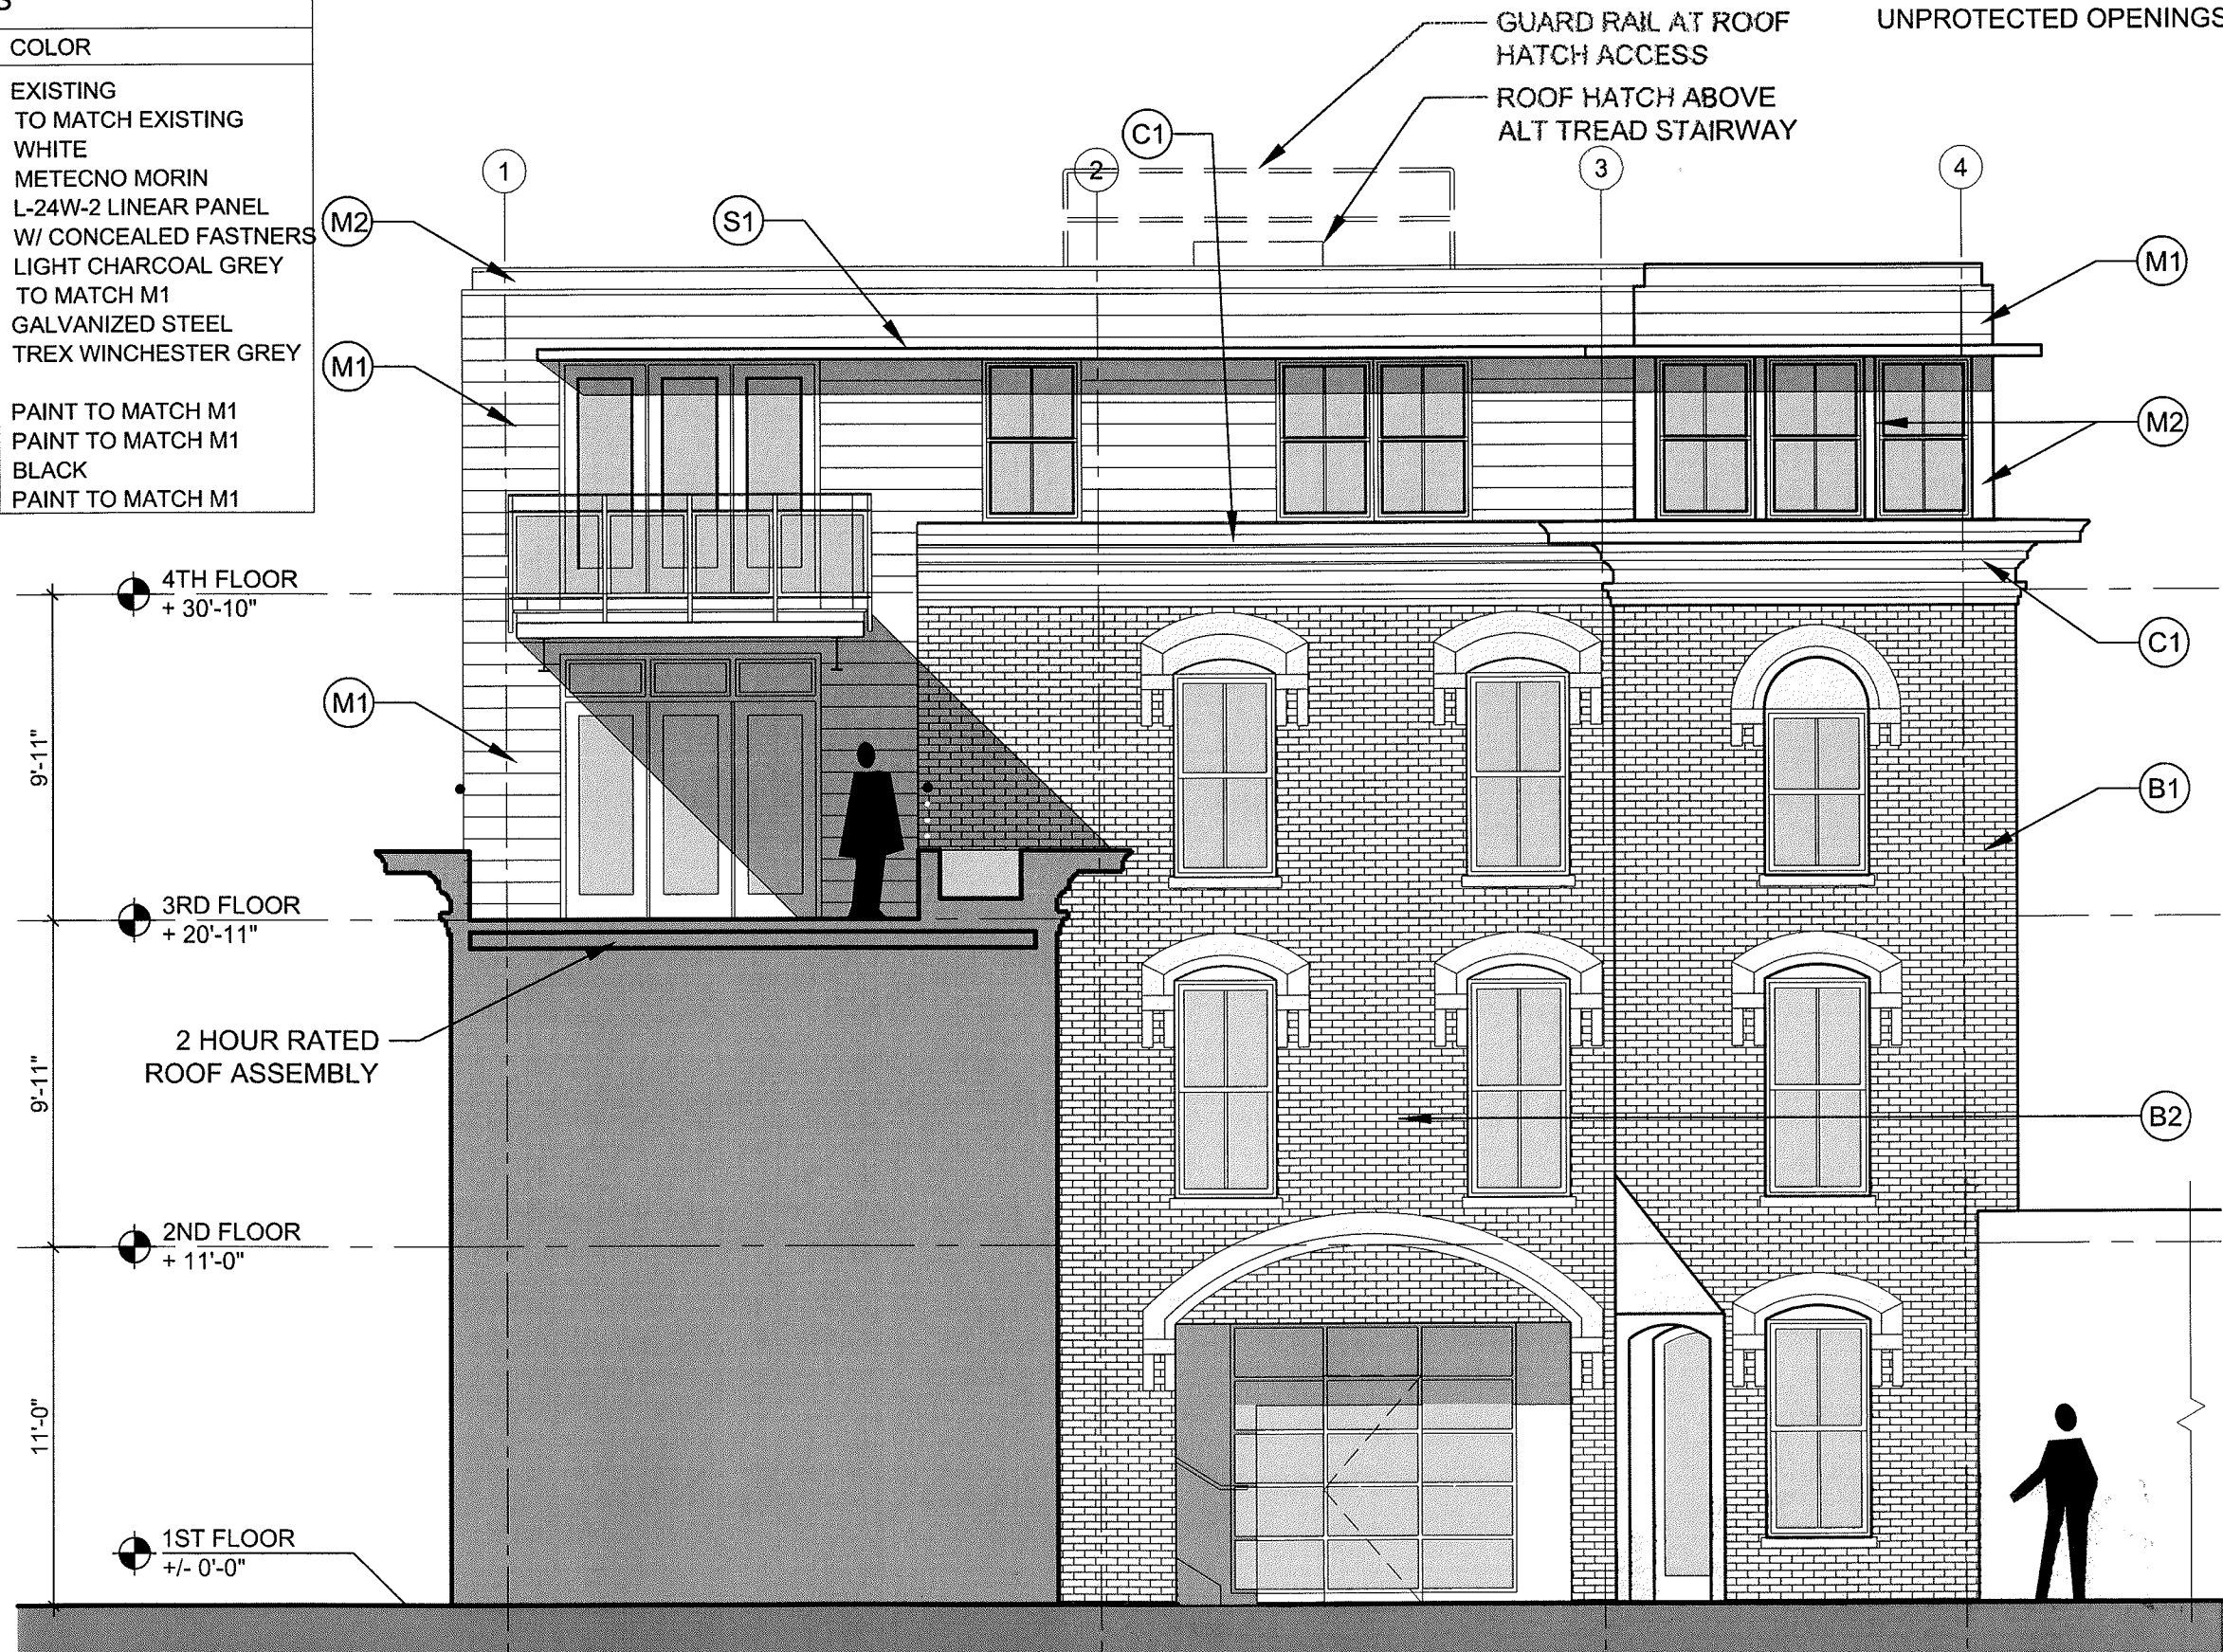 S
COLOR
EXISTING
TO MATCH EXISTING
WHITE
METECNO MORIN
L-24W-2 LINEAR PANEL
W/ CONCEALED FASTNERS
LIGHT CHARCOAL GREY
TO MATCH M1
GALVANIZED STEEL
TREX WINCHESTER GREY
PAINT TO MATCH M1
PAINT TO MATCH M1
BLACK
PAINT TO MATCH M1
GUARD RAIL AT ROOF
HATCH ACCESS
UNPROTECTED OPENINGS
ROOF HATCH ABOVE
ALT TREAD STAIRWAY
C1
1
2
3
4
M2
S1
M1
M1
M2
4TH FLOOR
+ 30'-10"
C1
M1
9'-11"
B1
3RD FLOOR
+ 20'-11"
2 HOUR RATED
ROOF ASSEMBLY
9'-11"
B2
2ND FLOOR
+ 11'-0"
11'-0"
1ST FLOOR
+/- 0'-0"